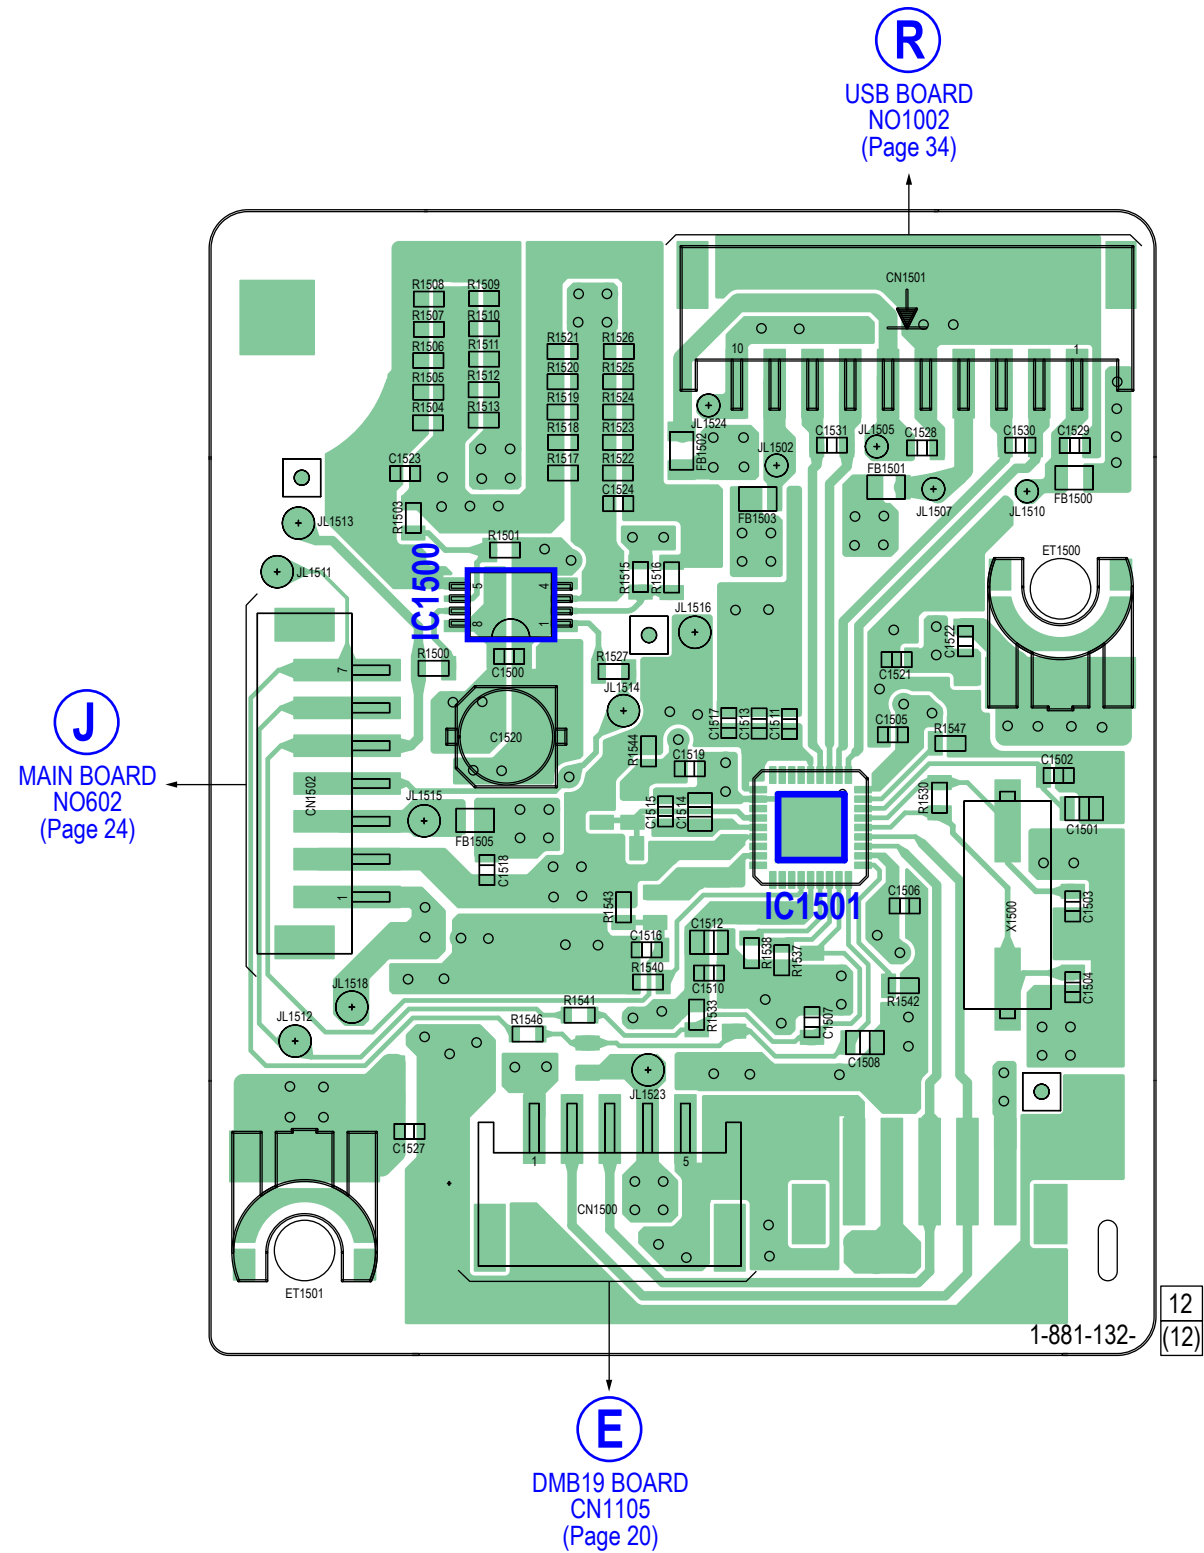 R
USB BOARD
NO1002
(Page 34)
CN1501
10
1
R1508
R1509
R1507
R1510
R1506
R1511
R1505
R1512
R1504
R1513
R1521
R1526
R1520
R1525
R1519
R1524
R1518
R1523
R1517
R1522
C1524
JL1524
FB1502
JL1502
C1531
JL1505
C1528
C1530
C1529
FB1503
FB1501
JL1507
JL1510
FB1500
C1523
R1503
JL1513
R1501
JL1511
IC1500
5
4
8
1
R1515
R1516
ET1500
JL1516
C1522
C1521
R1500
C1500
R1527
JL1514
7
C1520
C1517
C1513
C1511
C1505
R1547
R1544
C1519
C1502
J
MAIN BOARD
NO602
(Page 24)
CN1502
JL1515
FB1505
C1515
C1514
R1530
C1501
C1518
1
R1543
IC1501
C1506
X1500
C1503
C1516
C1512
R1538
R1537
R1540
C1510
R1542
C1504
JL1518
JL1512
R1541
R1546
R1533
C1507
C1508
JL1523
C1527
1
5
CN1500
ET1501
1-881-132-
12
(12)
E
DMB19 BOARD
CN1105
(Page 20)